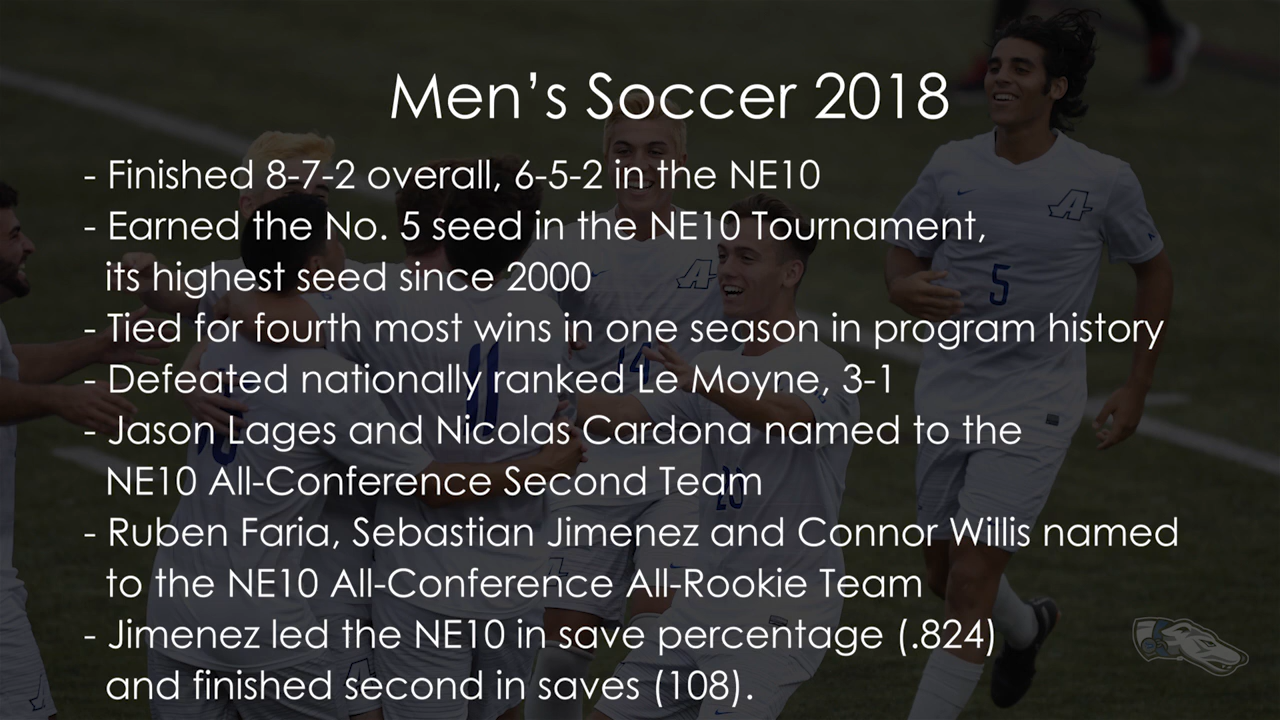 Men's Soccer 2018
- Finished 8-7-2 overall, 6-5-2 in the NE10
- Earned the No. 5 seed in the NE10 Tournament,
its highest seed since 2000
- Tied for fourth most wins in one season in program history
- Defeated nationally ranked Le Moyne, 3-1
- Jason Lages and Nicolas Cardona named to the
NE10 All-Conference Second Team
- Ruben Faria, Sebastian Jimenez and Connor Willis named
to the NE10 All-Conference All-Rookie Team
- Jimenez led the NE10 in save percentage (.824)
and finished second in saves (108).
A
5
A
14
11
20